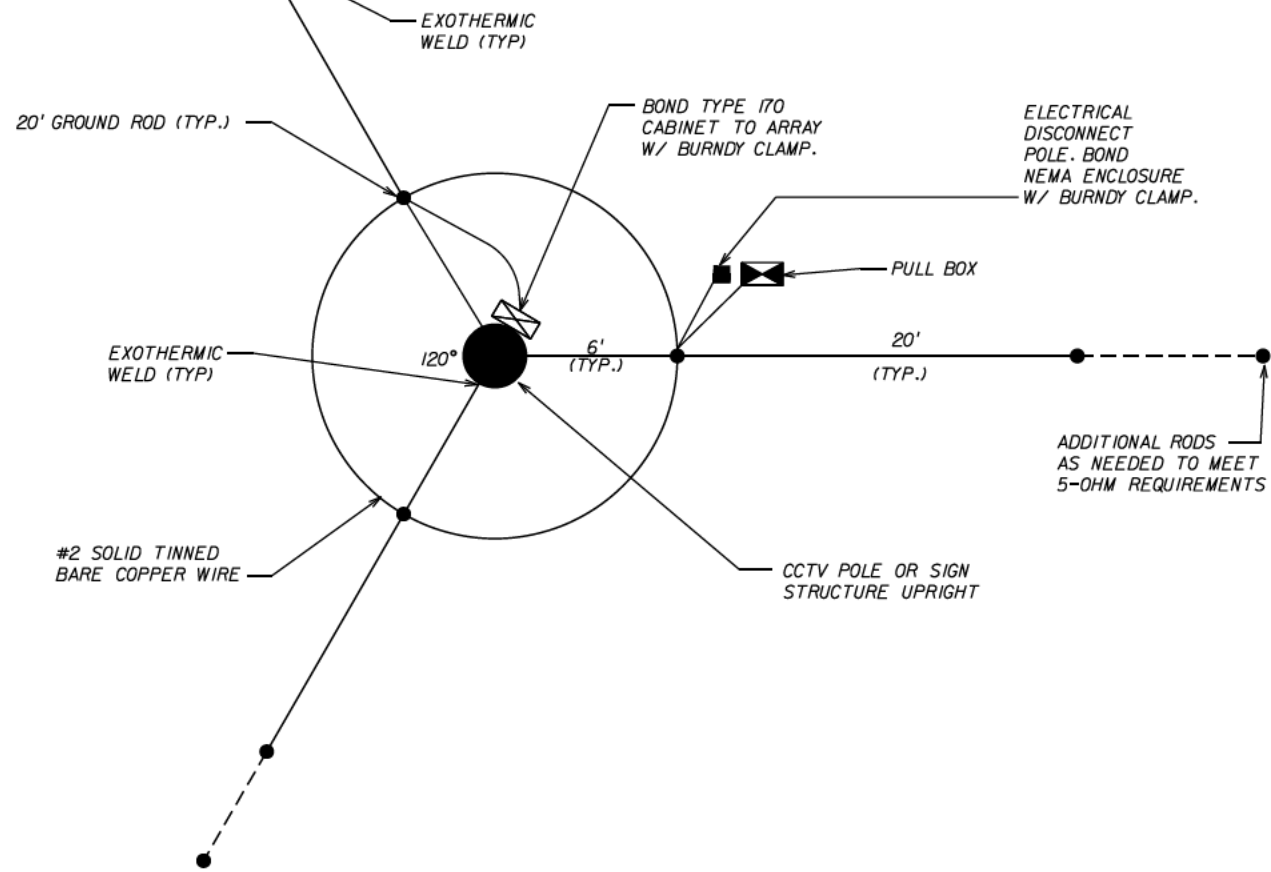 EXOTHERMIC
WELD (TYP)
20' GROUND ROD (TYP.)
BOND TYPE 170
CABINET TO ARRAY
W/ BURNDY CLAMP.
ELECTRICAL
DISCONNECT
POLE. BOND
NEMA ENCLOSURE
W/ BURNDY CLAMP.
PULL BOX
EXOTHERMIC
WELD (TYP)
120°
6'
(TYP.)
20'
(TYP.)
ADDITIONAL RODS
AS NEEDED TO MEET
5-OHM REQUIREMENTS
#2 SOLID TINNED
BARE COPPER WIRE
CCTV POLE OR SIGN
STRUCTURE UPRIGHT